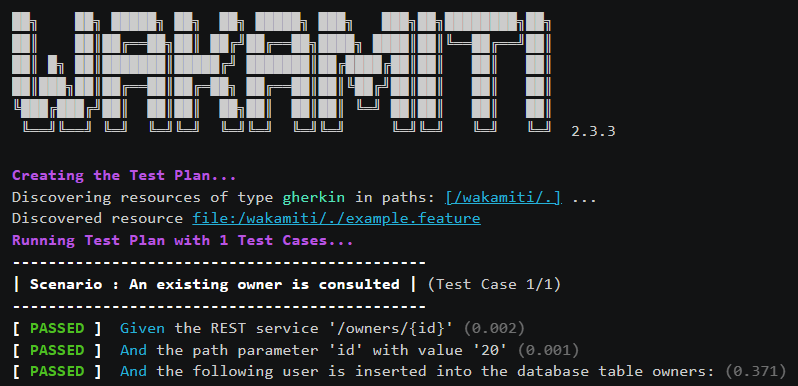 WAKAMITI 2.3.3
Creating the Test Plan...
Discovering resources of type gherkin in paths: [/wakamiti/.] ...
Discovered resource file:/wakamiti/./example.feature
Running Test Plan with 1 Test Cases...
----------------------------------------------
| Scenario : An existing owner is consulted | (Test Case 1/1)
----------------------------------------------
[ PASSED ]  Given the REST service '/owners/{id}' (0.002)
[ PASSED ]  And the path parameter 'id' with value '20' (0.001)
[ PASSED ]  And the following user is inserted into the database table owners: (0.371)